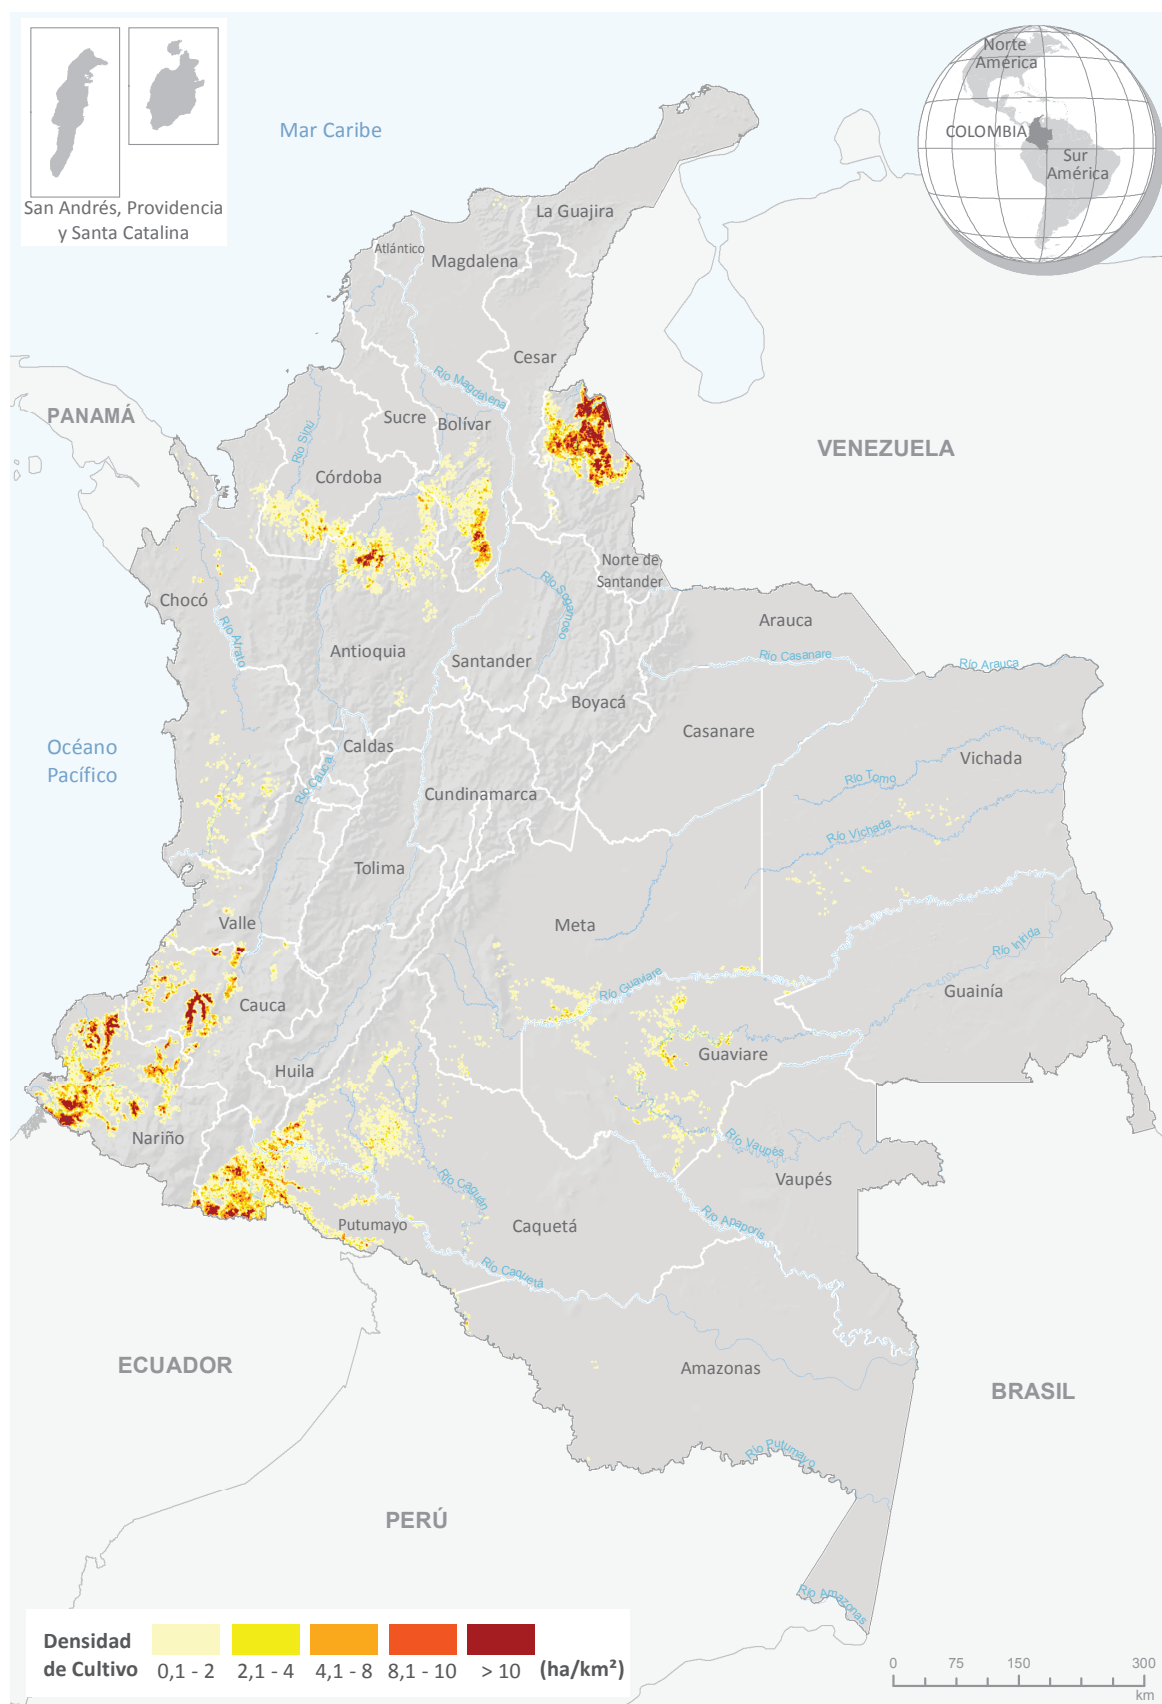 Norte
América
COLOMBIA
Sur
América
San Andrés, Providencia
y Santa Catalina
Mar Caribe
La Guajira
Atlántico
Magdalena
Cesar
Río Magdalena
PANAMÁ
Sucre
Bolívar
Río Sinú
VENEZUELA
Córdoba
Norte de
Santander
Río Sogamoso
Chocó
Río Atrato
Antioquia
Santander
Arauca
Río Casanare
Río Arauca
Boyacá
Casanare
Océano
Pacífico
Caldas
Río Cauca
Cundinamarca
Vichada
Río Tomo
Río Vichada
Tolima
Valle
Meta
Río Inírida
Río Guaviare
Guainía
Cauca
Guaviare
Huila
Nariño
Río Vaupés
Vaupés
Río Caguán
Putumayo
Caquetá
Río Apaporis
Río Caquetá
ECUADOR
Amazonas
BRASIL
Río Putumayo
PERÚ
Río Amazonas
Densidad
de Cultivo
0,1 - 2
2,1 - 4
4,1 - 8
8,1 - 10
> 10
(ha/km²)
0 75 150 300
km